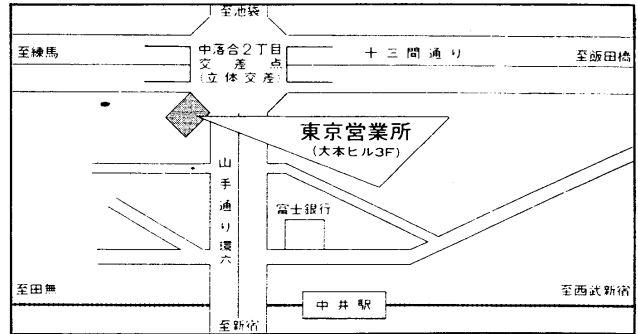 至池袋
至練馬
中落合2丁目
交差点
(立体交差)
十三間通り
至飯田橋
東京営業所
(大本ビル3F)
山手通り環六
富士銀行
至田無
至西武新宿
中井駅
至新宿